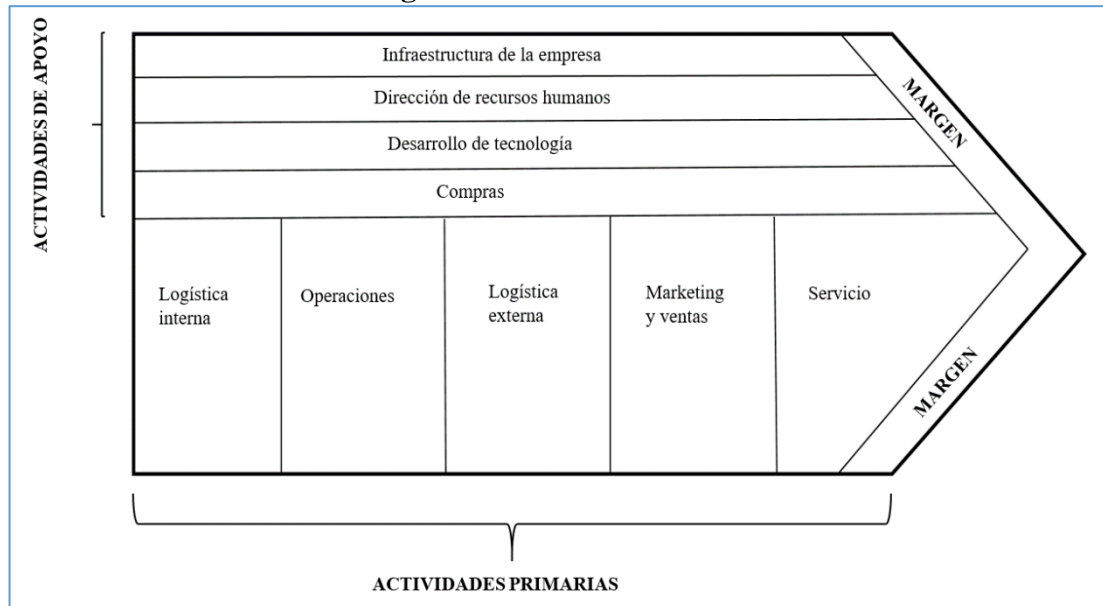 ACTIVIDADES DE APOYO
Infraestructura de la empresa
Dirección de recursos humanos
Desarrollo de tecnología
Compras
MARGEN
Logística
interna
Operaciones
Logística
externa
Marketing
y ventas
Servicio
MARGEN
ACTIVIDADES PRIMARIAS